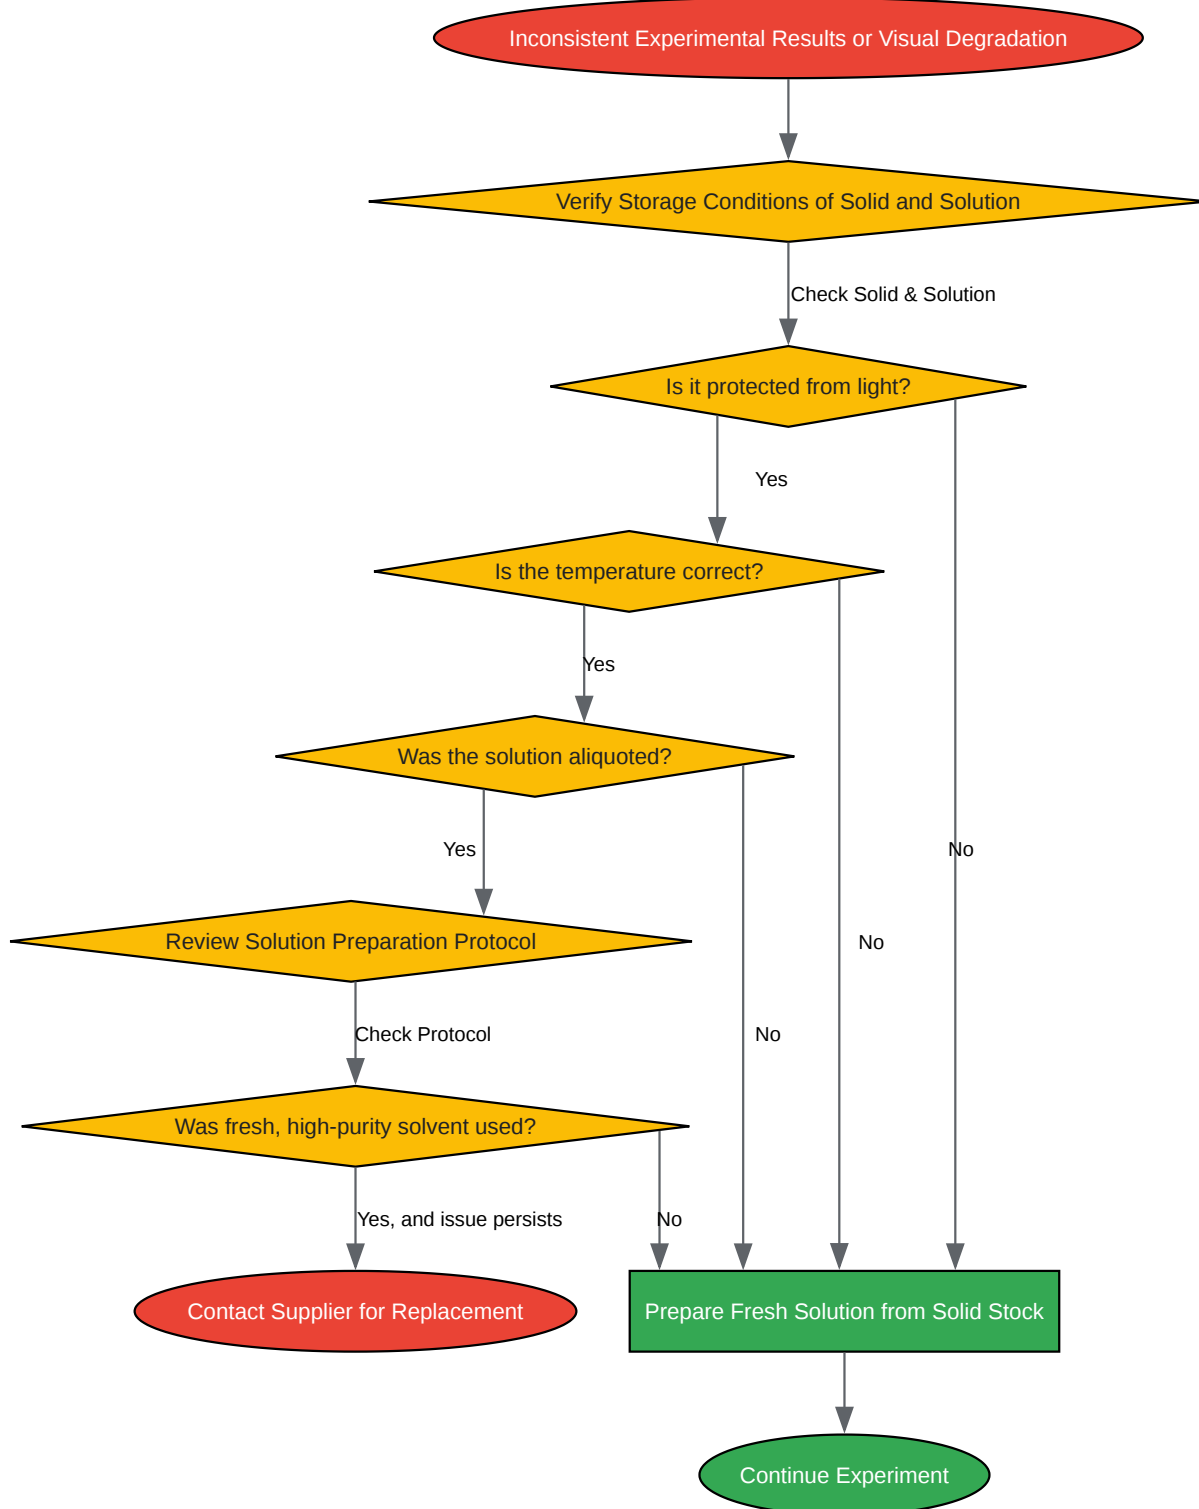 Inconsistent Experimental Results or Visual Degradation
Verify Storage Conditions of Solid and Solution
Check Solid & Solution
Is it protected from light?
Yes
Is the temperature correct?
Yes
Was the solution aliquoted?
Yes
No
Review Solution Preparation Protocol
No
Check Protocol
No
Was fresh, high-purity solvent used?
Yes, and issue persists
No
Contact Supplier for Replacement
Prepare Fresh Solution from Solid Stock
Continue Experiment